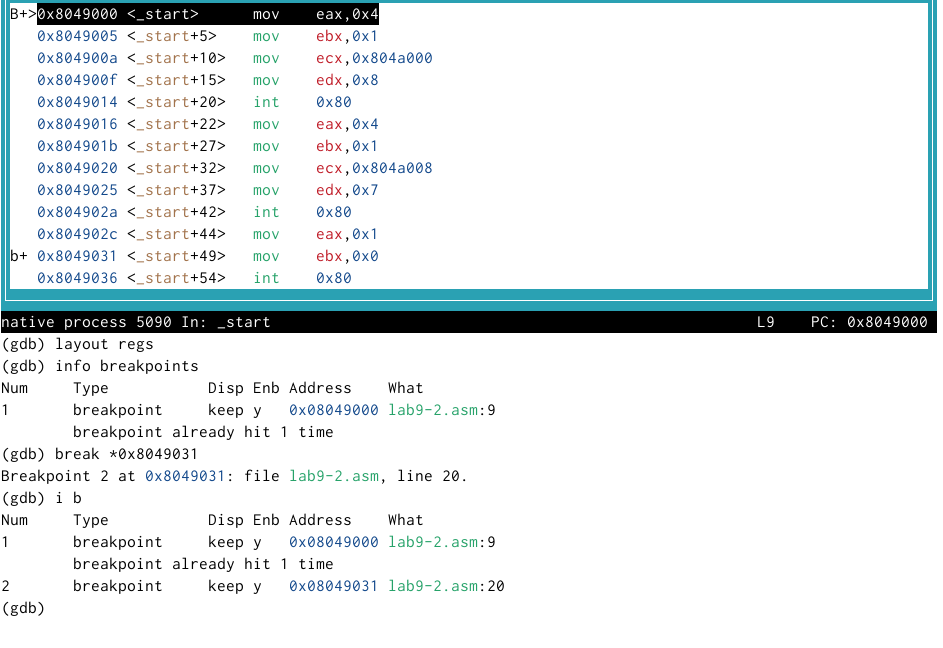 B+>0x8049000 <_start>      mov    eax,0x4
   0x8049005 <_start+5>    mov    ebx,0x1
   0x804900a <_start+10>   mov    ecx,0x804a000
   0x804900f <_start+15>   mov    edx,0x8
   0x8049014 <_start+20>   int    0x80
   0x8049016 <_start+22>   mov    eax,0x4
   0x804901b <_start+27>   mov    ebx,0x1
   0x8049020 <_start+32>   mov    ecx,0x804a008
   0x8049025 <_start+37>   mov    edx,0x7
   0x804902a <_start+42>   int    0x80
   0x804902c <_start+44>   mov    eax,0x1
b+ 0x8049031 <_start+49>   mov    ebx,0x0
   0x8049036 <_start+54>   int    0x80
native process 5090 In: _start                                                      L9    PC: 0x8049000
(gdb) layout regs
(gdb) info breakpoints
Num     Type           Disp Enb Address    What
1       breakpoint     keep y   0x08049000 lab9-2.asm:9
        breakpoint already hit 1 time
(gdb) break *0x8049031
Breakpoint 2 at 0x8049031: file lab9-2.asm, line 20.
(gdb) i b
Num     Type           Disp Enb Address    What
1       breakpoint     keep y   0x08049000 lab9-2.asm:9
        breakpoint already hit 1 time
2       breakpoint     keep y   0x08049031 lab9-2.asm:20
(gdb)